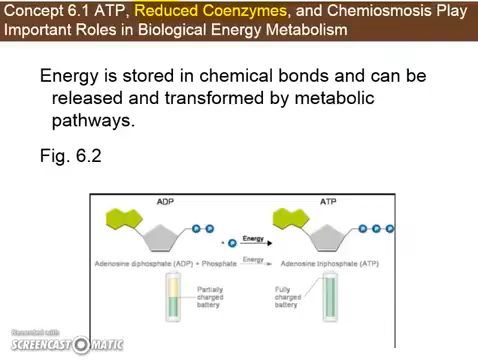 Concept 6.1 ATP, Reduced Coenzymes, and Chemiosmosis Play
Important Roles in Biological Energy Metabolism
Energy is stored in chemical bonds and can be
released and transformed by metabolic
pathways.
Fig. 6.2
ADP
ATP
P P
+ P
Energy
P P P
Adenosine diphosphate (ADP) + Phosphate
Energy
Adenosine triphosphate (ATP)
Partially
charged
battery
Fully
charged
battery
Recorded with
SCREENCAST-O-MATIC